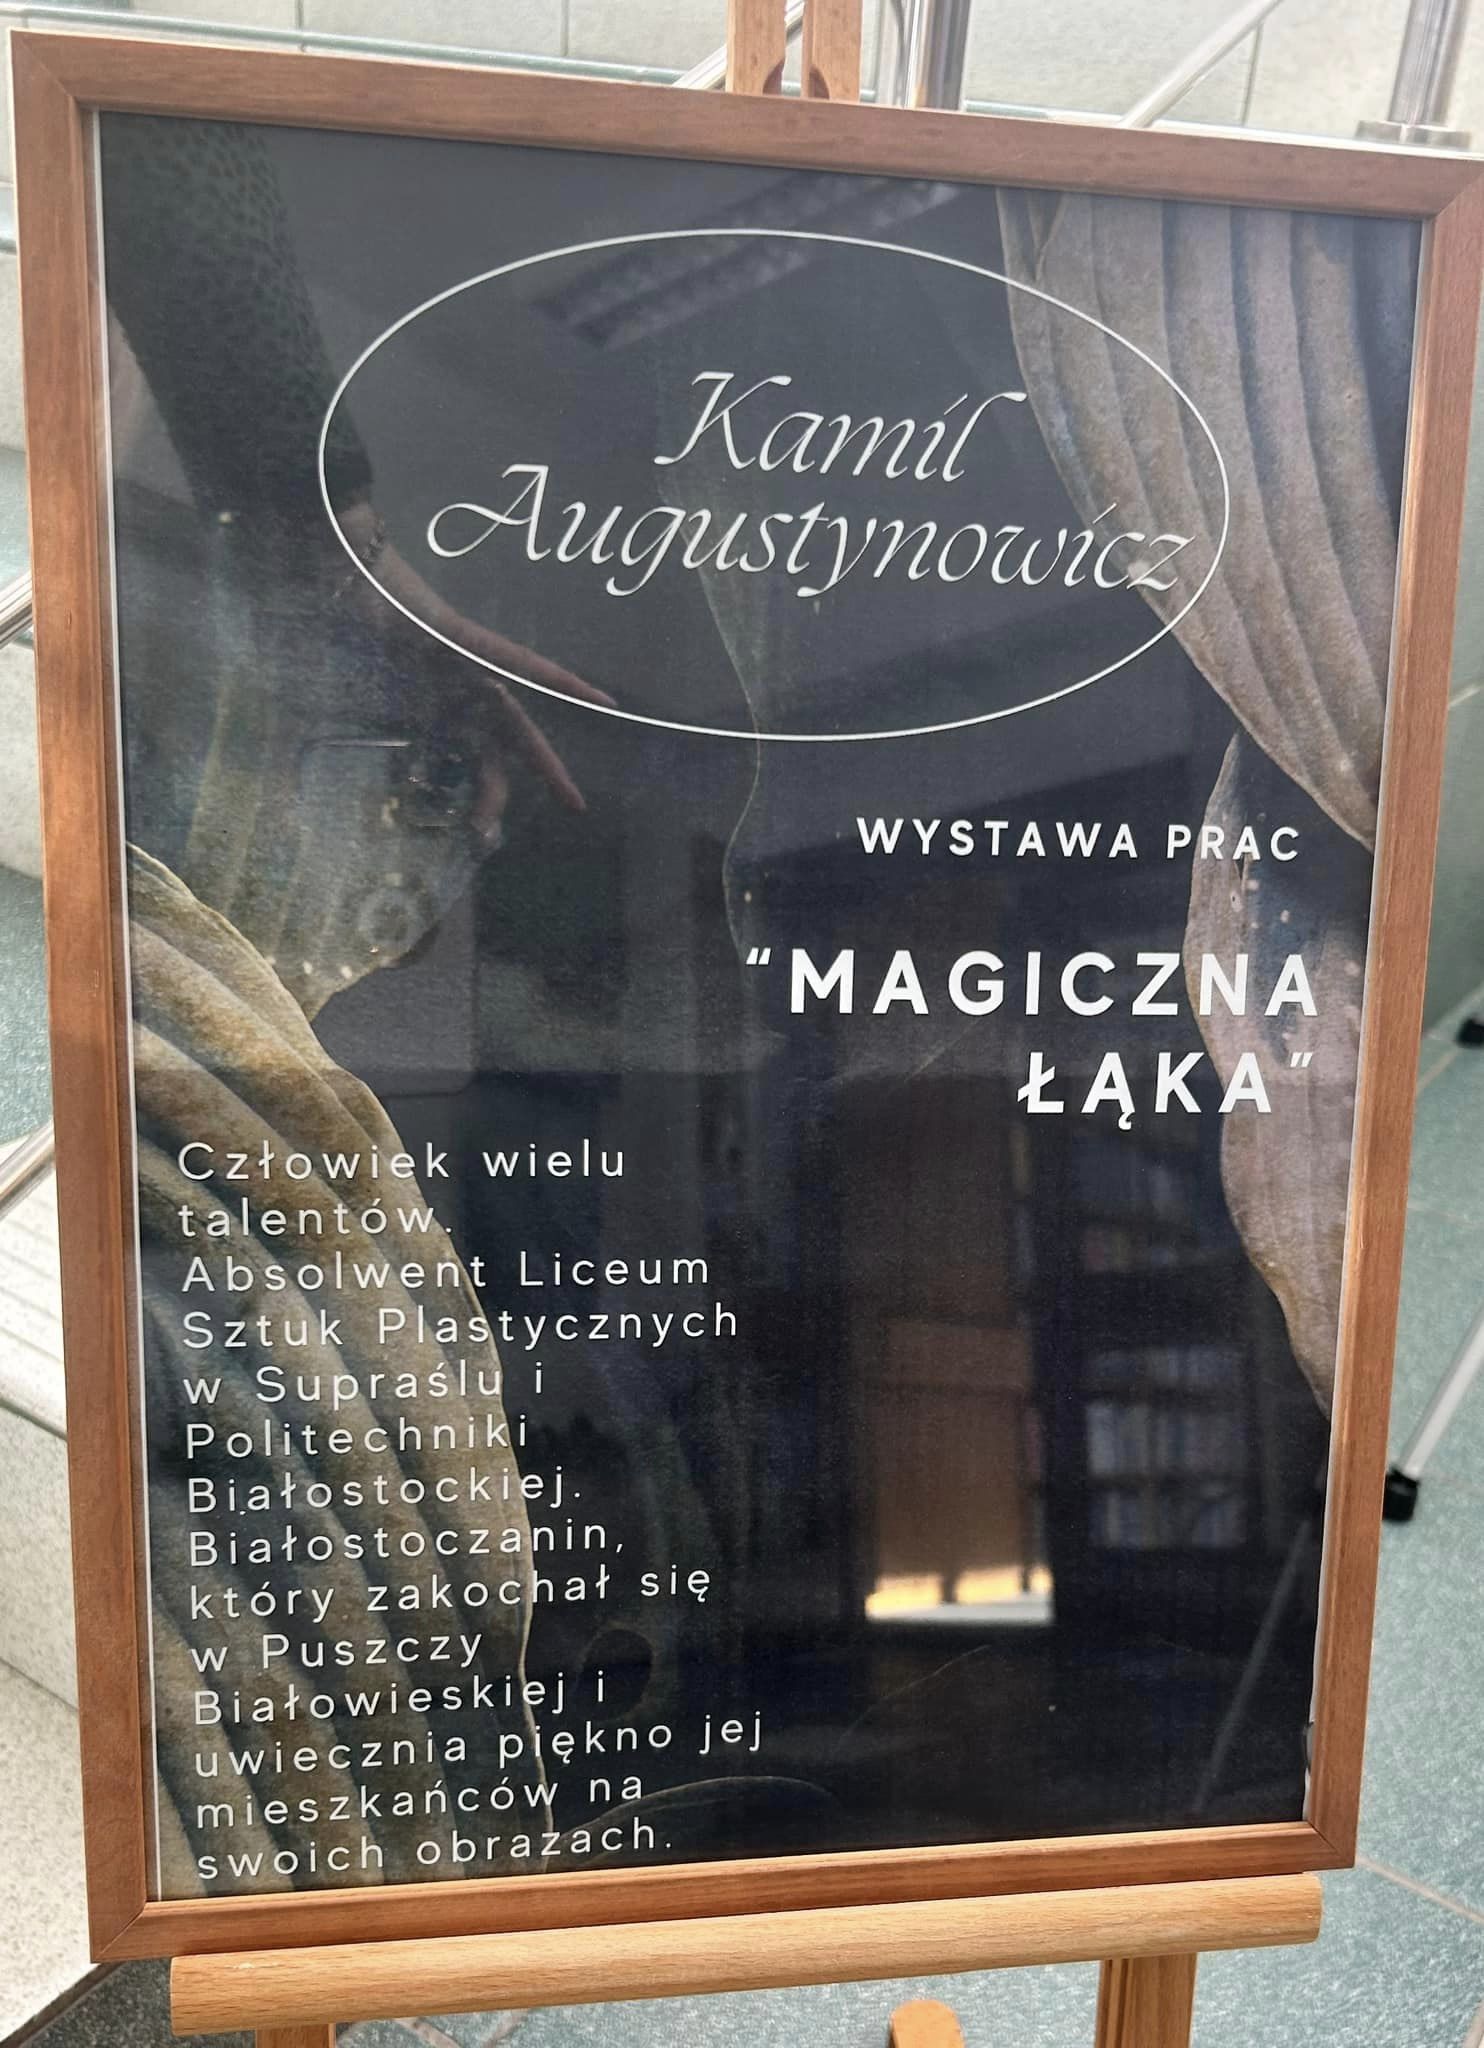 Kamil
Augustynowicz
WYSTAWA PRAC
“MAGICZNA
ŁĄKA”
Człowiek wielu
talentów.
Absolwent Liceum
Sztuk Plastycznych
w Supraślu i
Politechniki
Białostockiej.
Białostoczanin,
który zakochał się
w Puszczy
Białowieskiej i
uwiecznia piękno jej
mieszkańców na
swoich obrazach.